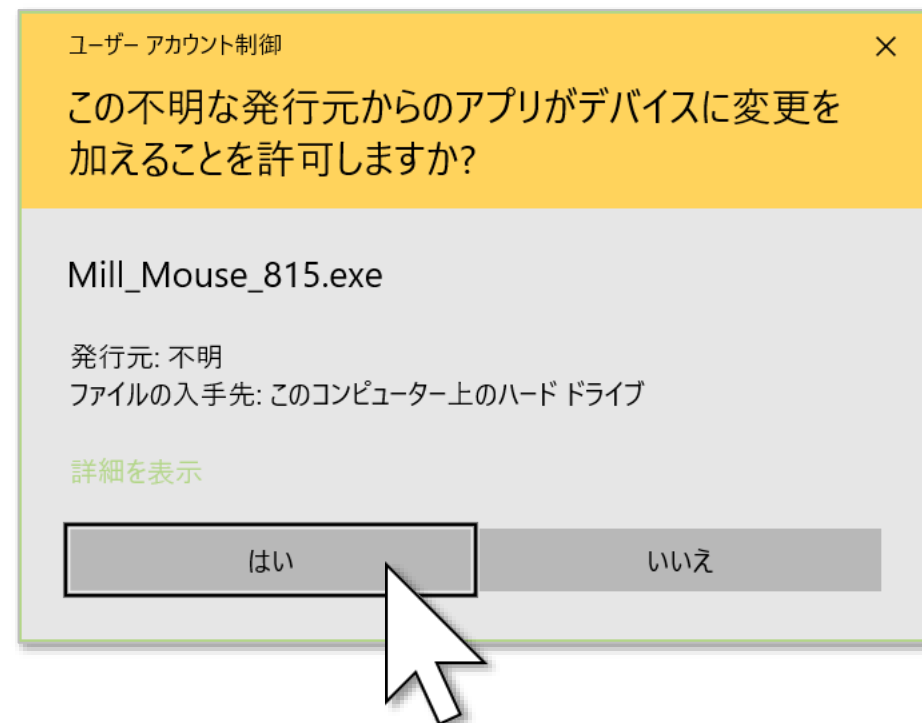 ユーザー アカウント制御
この不明な発行元からのアプリがデバイスに変更を
加えることを許可しますか?
Mill_Mouse_815.exe
発行元: 不明
ファイルの入手先: このコンピューター上のハード ドライブ
詳細を表示
はい
いいえ